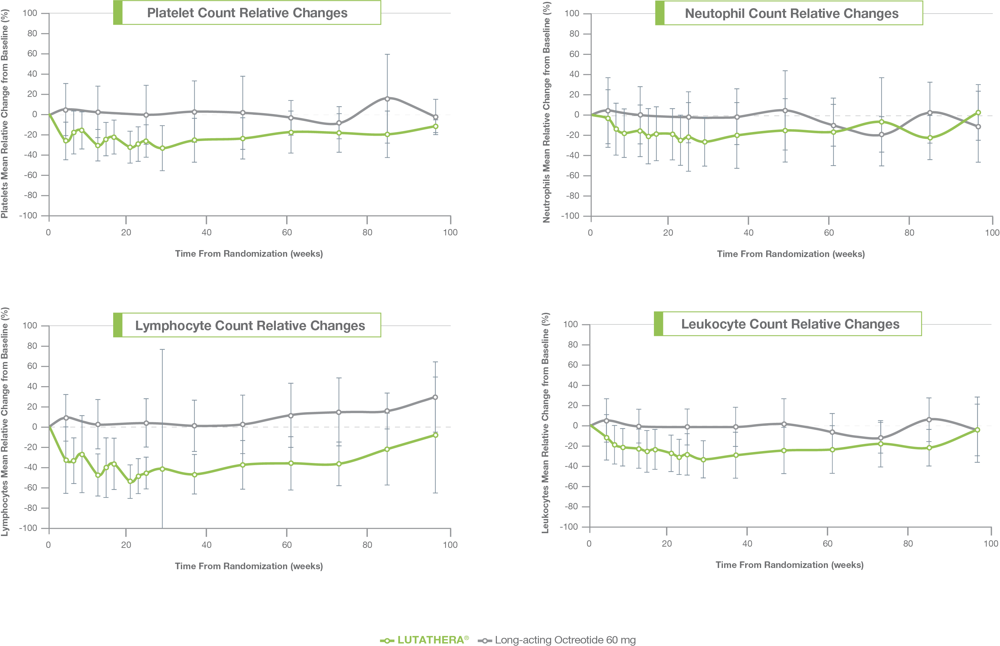 Platelet Count Relative Changes
Platelets Mean Relative Change from Baseline (%)
100
80
60
40
20
0
-20
-40
-60
-80
-100
0 20 40 60 80 100
Time From Randomization (weeks)
Neutophil Count Relative Changes
Neutrophils Mean Relative Change from Baseline (%)
100
80
60
40
20
0
-20
-40
-60
-80
-100
0 20 40 60 80 100
Time From Randomization (weeks)
Lymphocyte Count Relative Changes
Lymphocytes Mean Relative Change from Baseline (%)
100
80
60
40
20
0
-20
-40
-60
-80
-100
0 20 40 60 80 100
Time From Randomization (weeks)
Leukocyte Count Relative Changes
Leukocytes Mean Relative Change from Baseline (%)
100
80
60
40
20
0
-20
-40
-60
-80
-100
0 20 40 60 80 100
Time From Randomization (weeks)
LUTATHERA® Long-acting Octreotide 60 mg